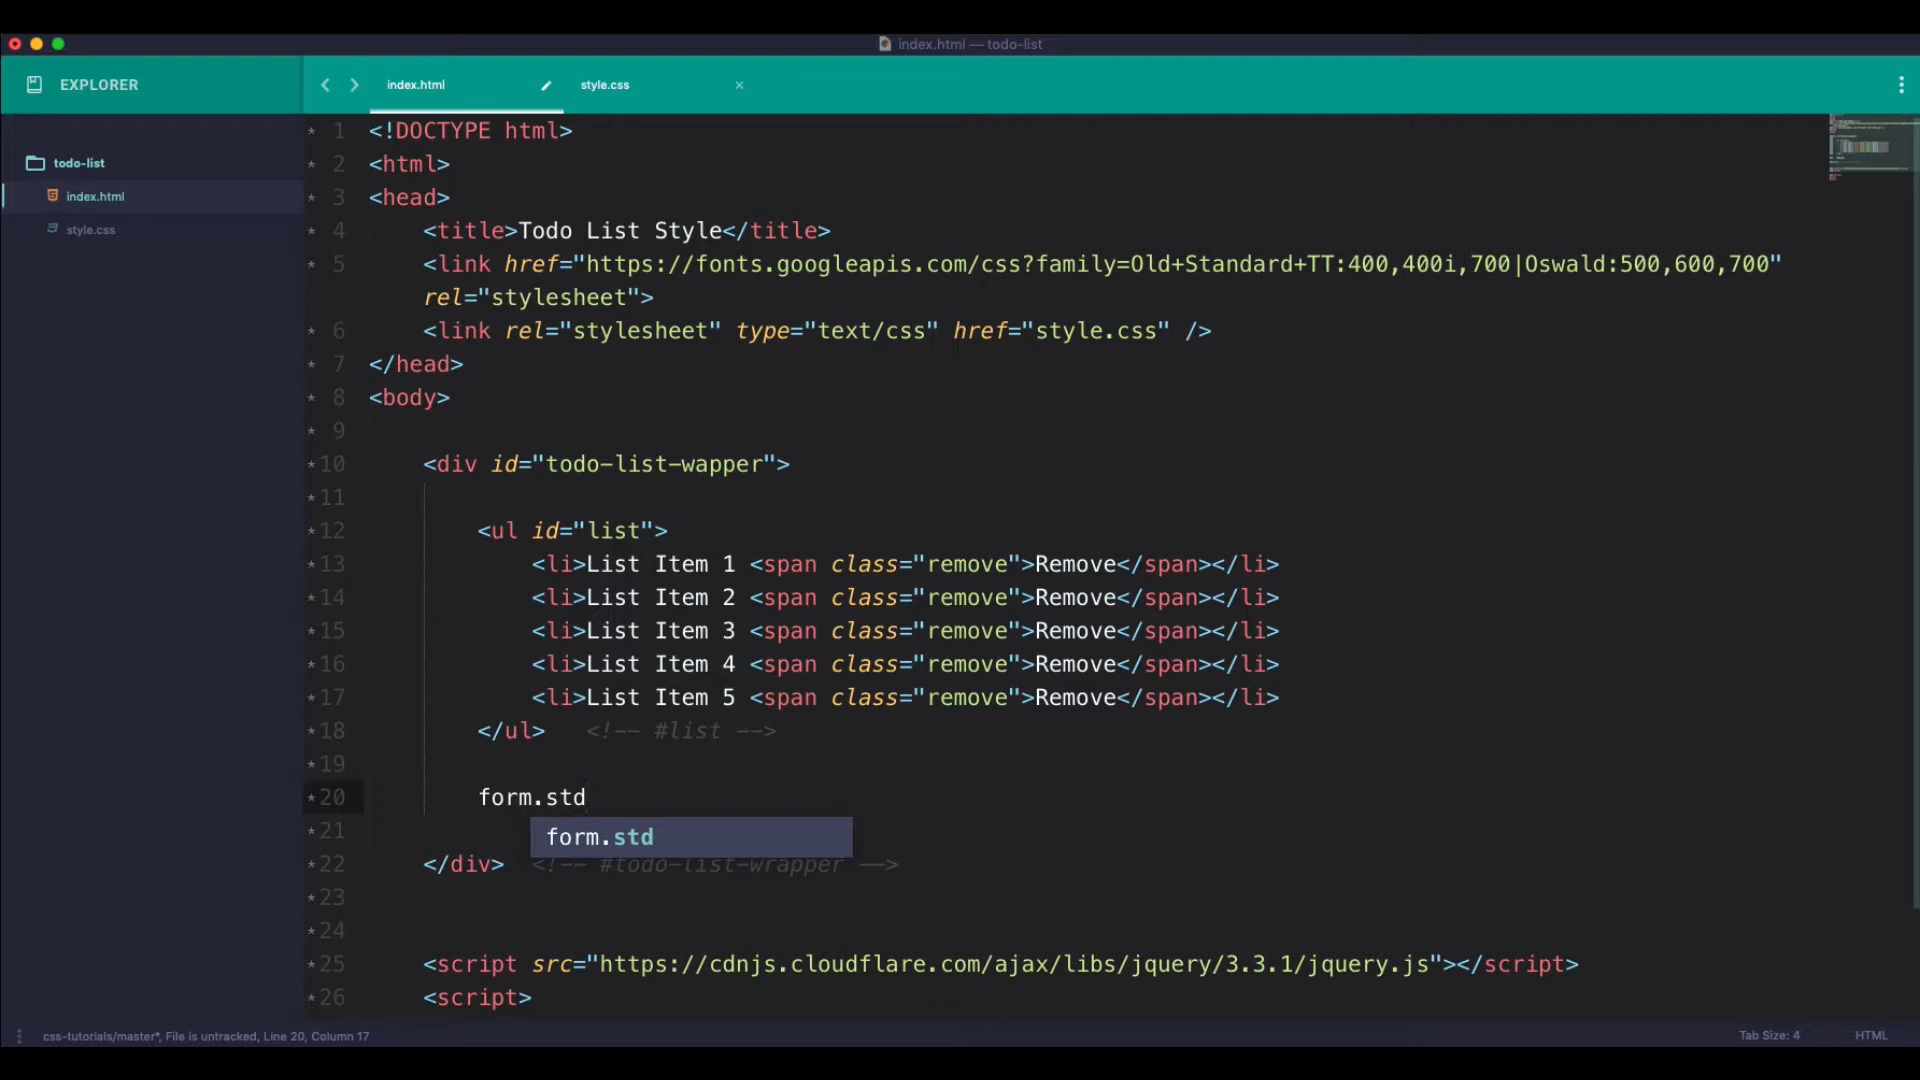 index.html — todo-list
EXPLORER
index.html
style.css
todo-list
index.html
style.css
* 1 <!DOCTYPE html>
* 2 <html>
* 3 <head>
* 4 <title>Todo List Style</title>
* 5 <link href="https://fonts.googleapis.com/css?family=Old+Standard+TT:400,400i,700|Oswald:500,600,700"
rel="stylesheet">
* 6 <link rel="stylesheet" type="text/css" href="style.css" />
* 7 </head>
* 8 <body>
* 9
*10 <div id="todo-list-wapper">
*11
*12 <ul id="list">
*13 <li>List Item 1 <span class="remove">Remove</span></li>
*14 <li>List Item 2 <span class="remove">Remove</span></li>
*15 <li>List Item 3 <span class="remove">Remove</span></li>
*16 <li>List Item 4 <span class="remove">Remove</span></li>
*17 <li>List Item 5 <span class="remove">Remove</span></li>
*18 </ul> <!-- #list -->
*19
*20 form.std
*21 form.std
*22 </div> <!-- #todo-list-wrapper -->
*23
*24
*25 <script src="https://cdnjs.cloudflare.com/ajax/libs/jquery/3.3.1/jquery.js"></script>
*26 <script>
css-tutorials/master*, File is untracked, Line 20, Column 17
Tab Size: 4
HTML